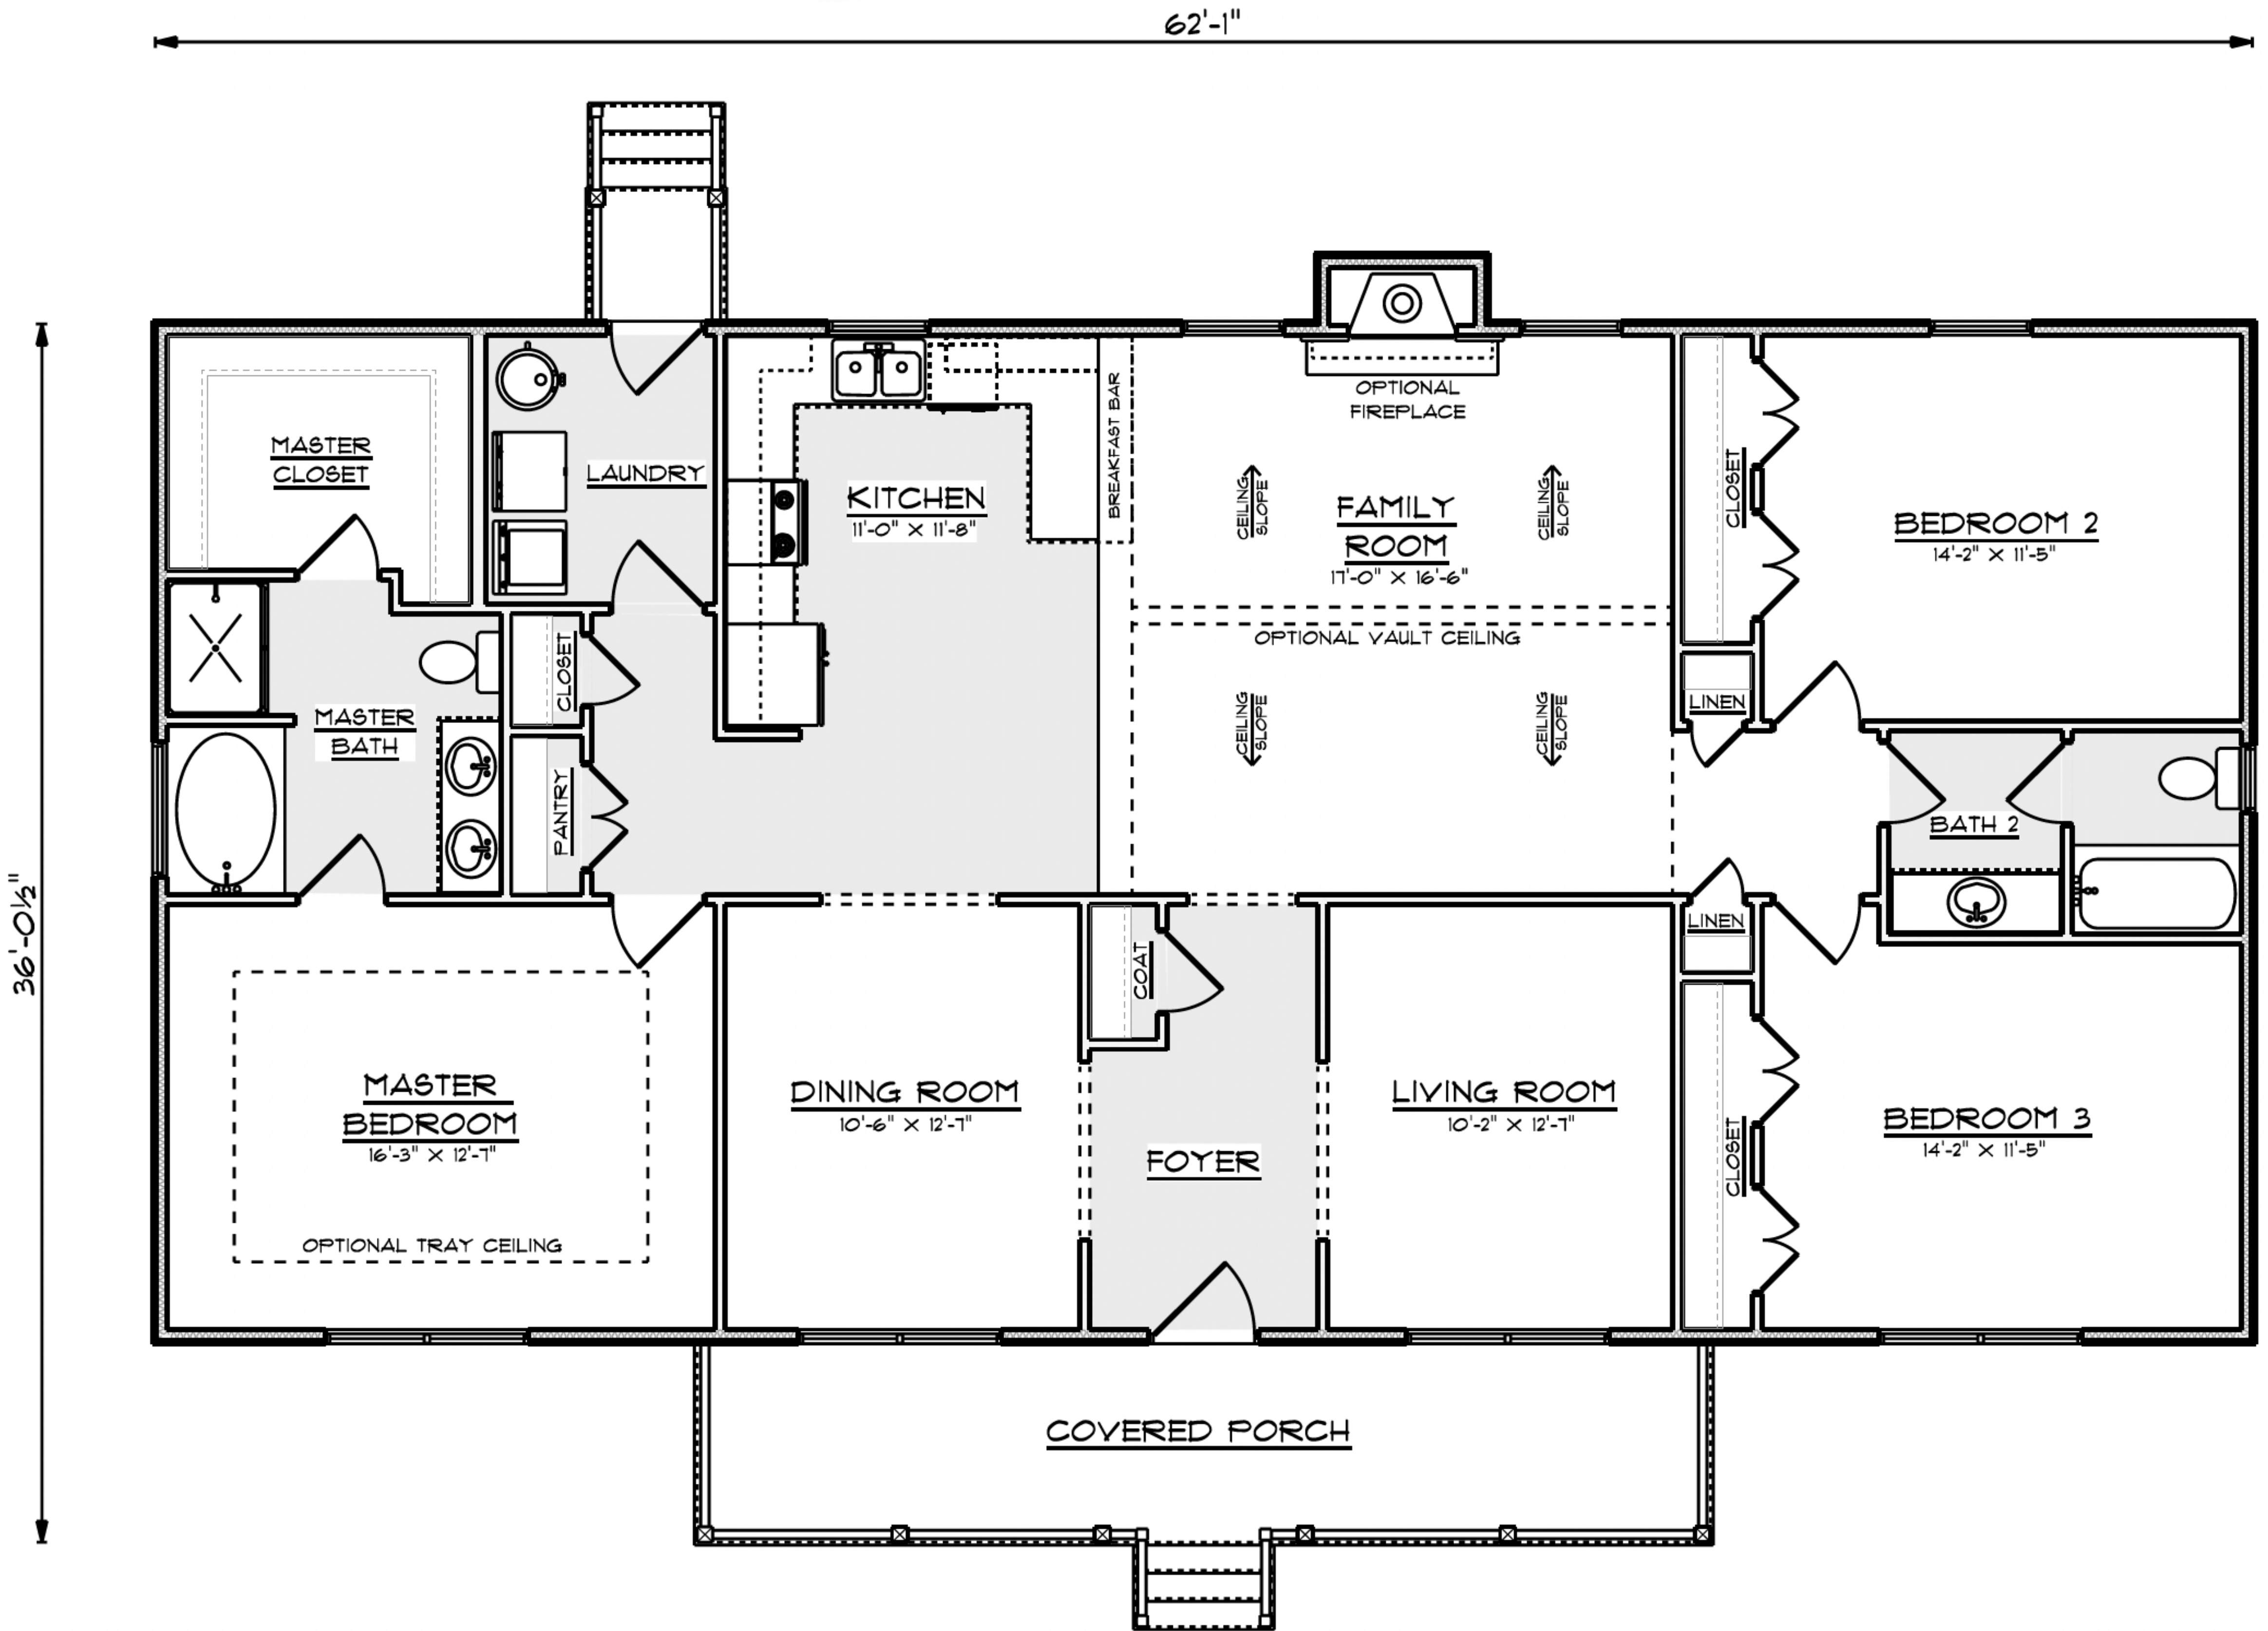 62'-1"
OPTIONAL
FIREPLACE
MASTER
CLOSET
LAUNDRY
KITCHEN
11'-0" X 11'-8"
BREAKFAST BAR
CEILING
SLOPE
FAMILY
ROOM
17'-0" X 16'-6"
CEILING
SLOPE
CLOSET
BEDROOM 2
14'-2" X 11'-5"
OPTIONAL VAULT CEILING
CLOSET
MASTER
BATH
CEILING
SLOPE
CEILING
SLOPE
LINEN
PANTRY
BATH 2
36'-0½"
LINEN
COAT
MASTER
BEDROOM
16'-3" X 12'-7"
DINING ROOM
10'-6" X 12'-7"
FOYER
LIVING ROOM
10'-2" X 12'-7"
CLOSET
BEDROOM 3
14'-2" X 11'-5"
OPTIONAL TRAY CEILING
COVERED PORCH